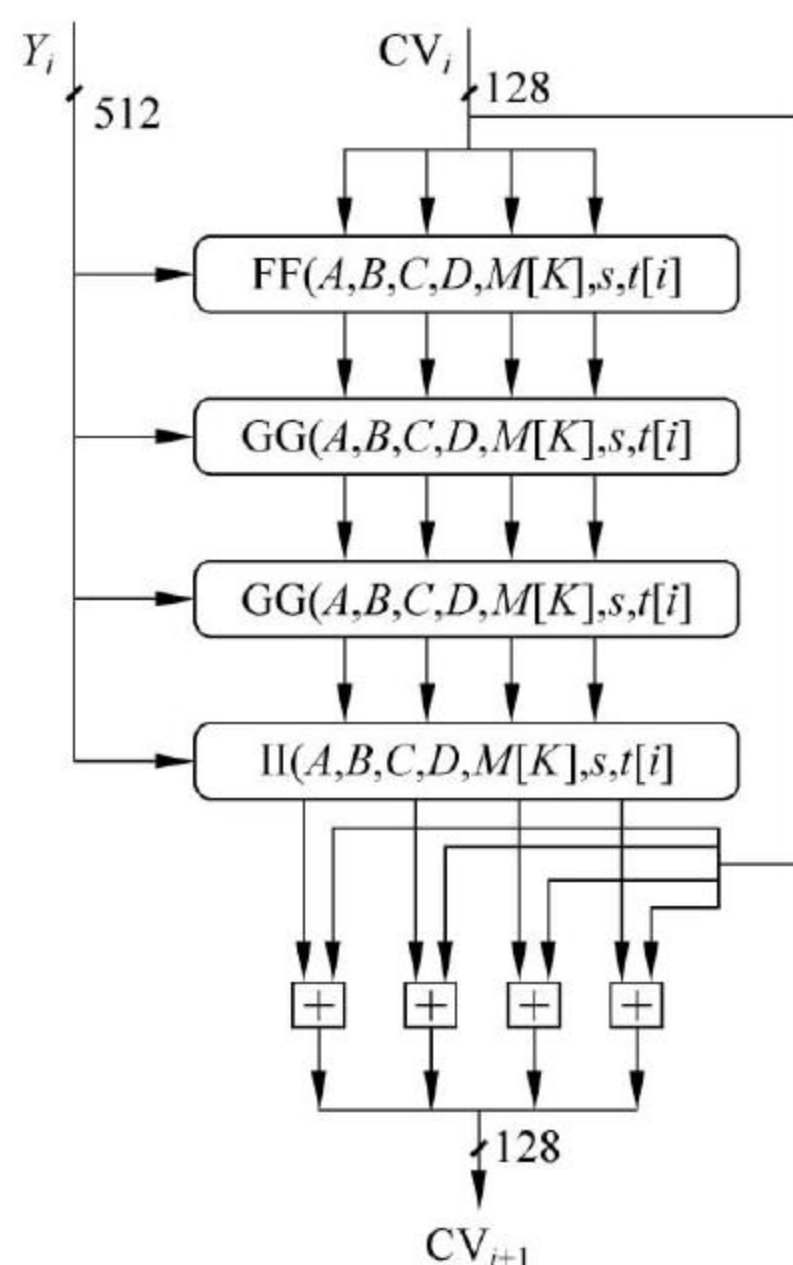 Yᵢ
CVᵢ
512
128
FF(A,B,C,D,M[K],s,t[i]
GG(A,B,C,D,M[K],s,t[i]
GG(A,B,C,D,M[K],s,t[i]
II(A,B,C,D,M[K],s,t[i]
+ + + +
128
CVᵢ₊₁